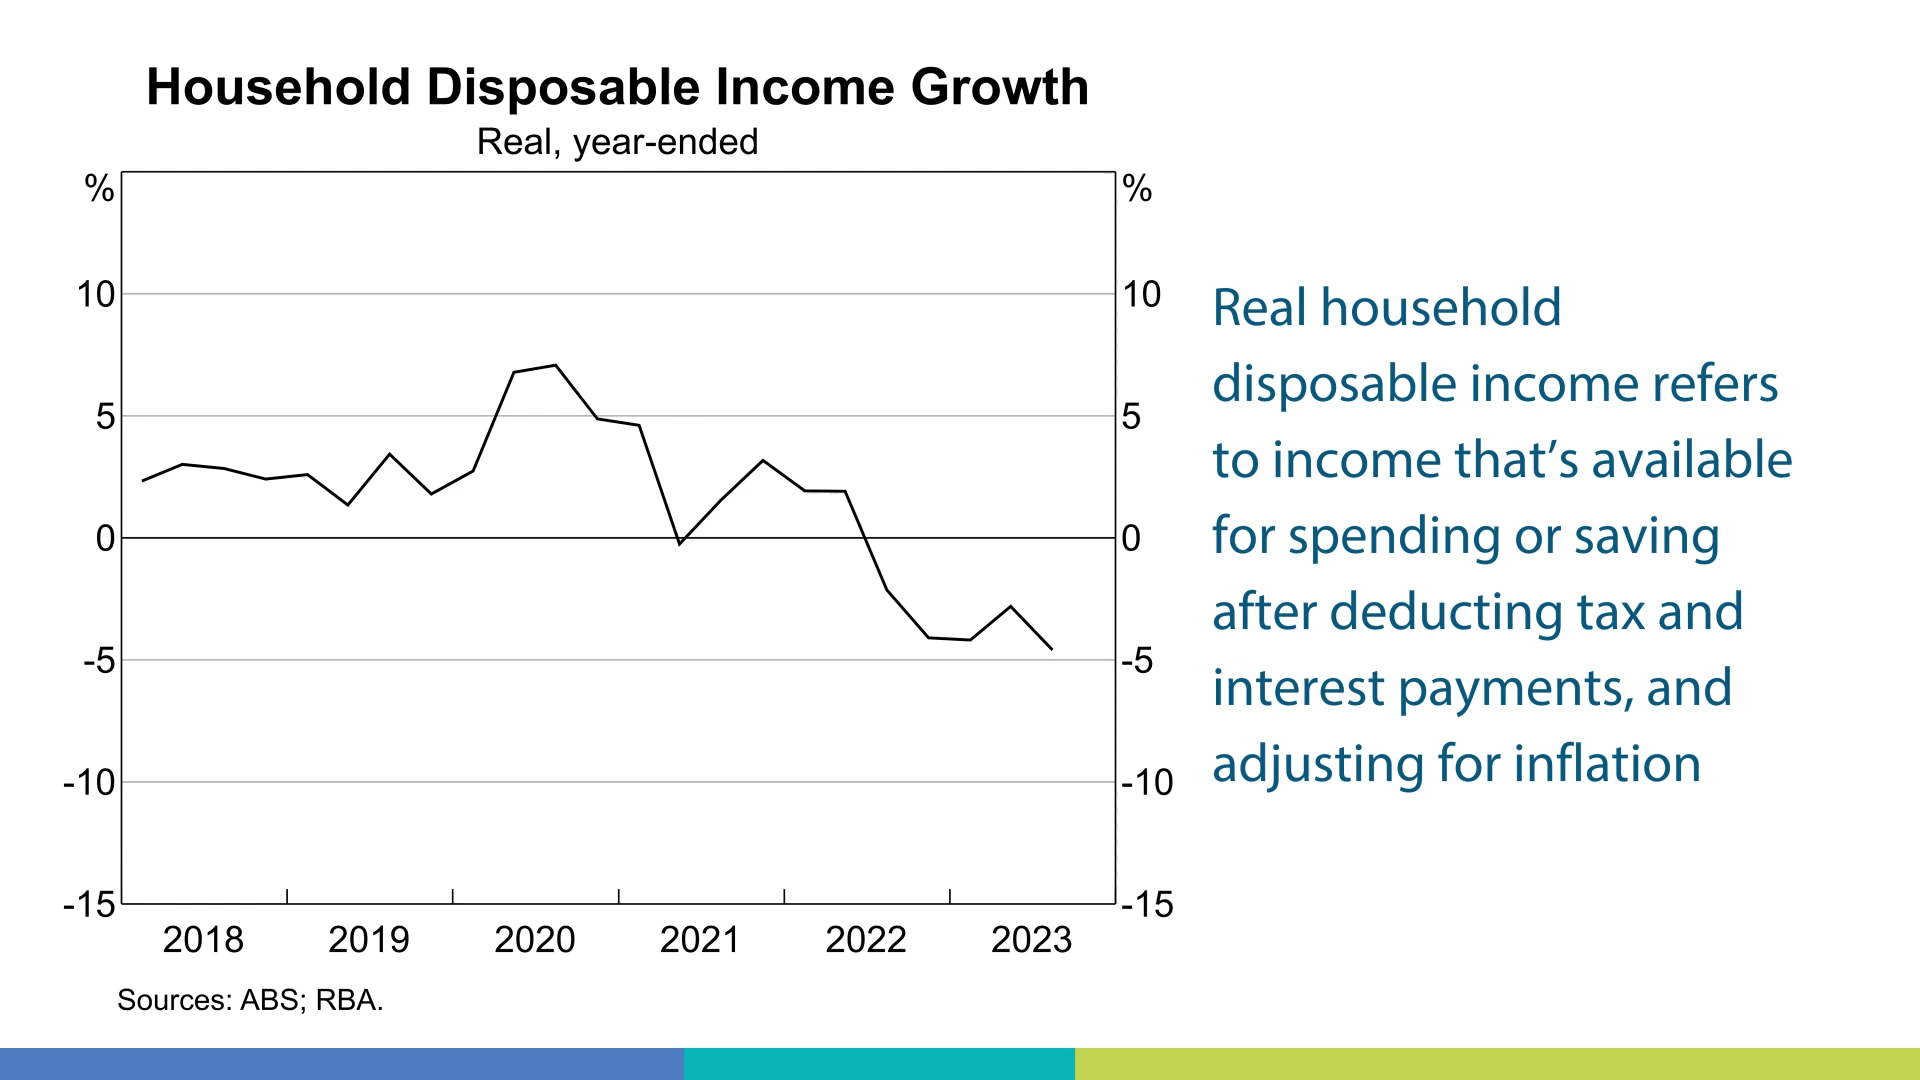 Household Disposable Income Growth
Real, year-ended
% %
10 10
5 5
0 0
-5 -5
-10 -10
-15 -15
2018 2019 2020 2021 2022 2023
Sources: ABS; RBA.
Real household
disposable income refers
to income that’s available
for spending or saving
after deducting tax and
interest payments, and
adjusting for inflation